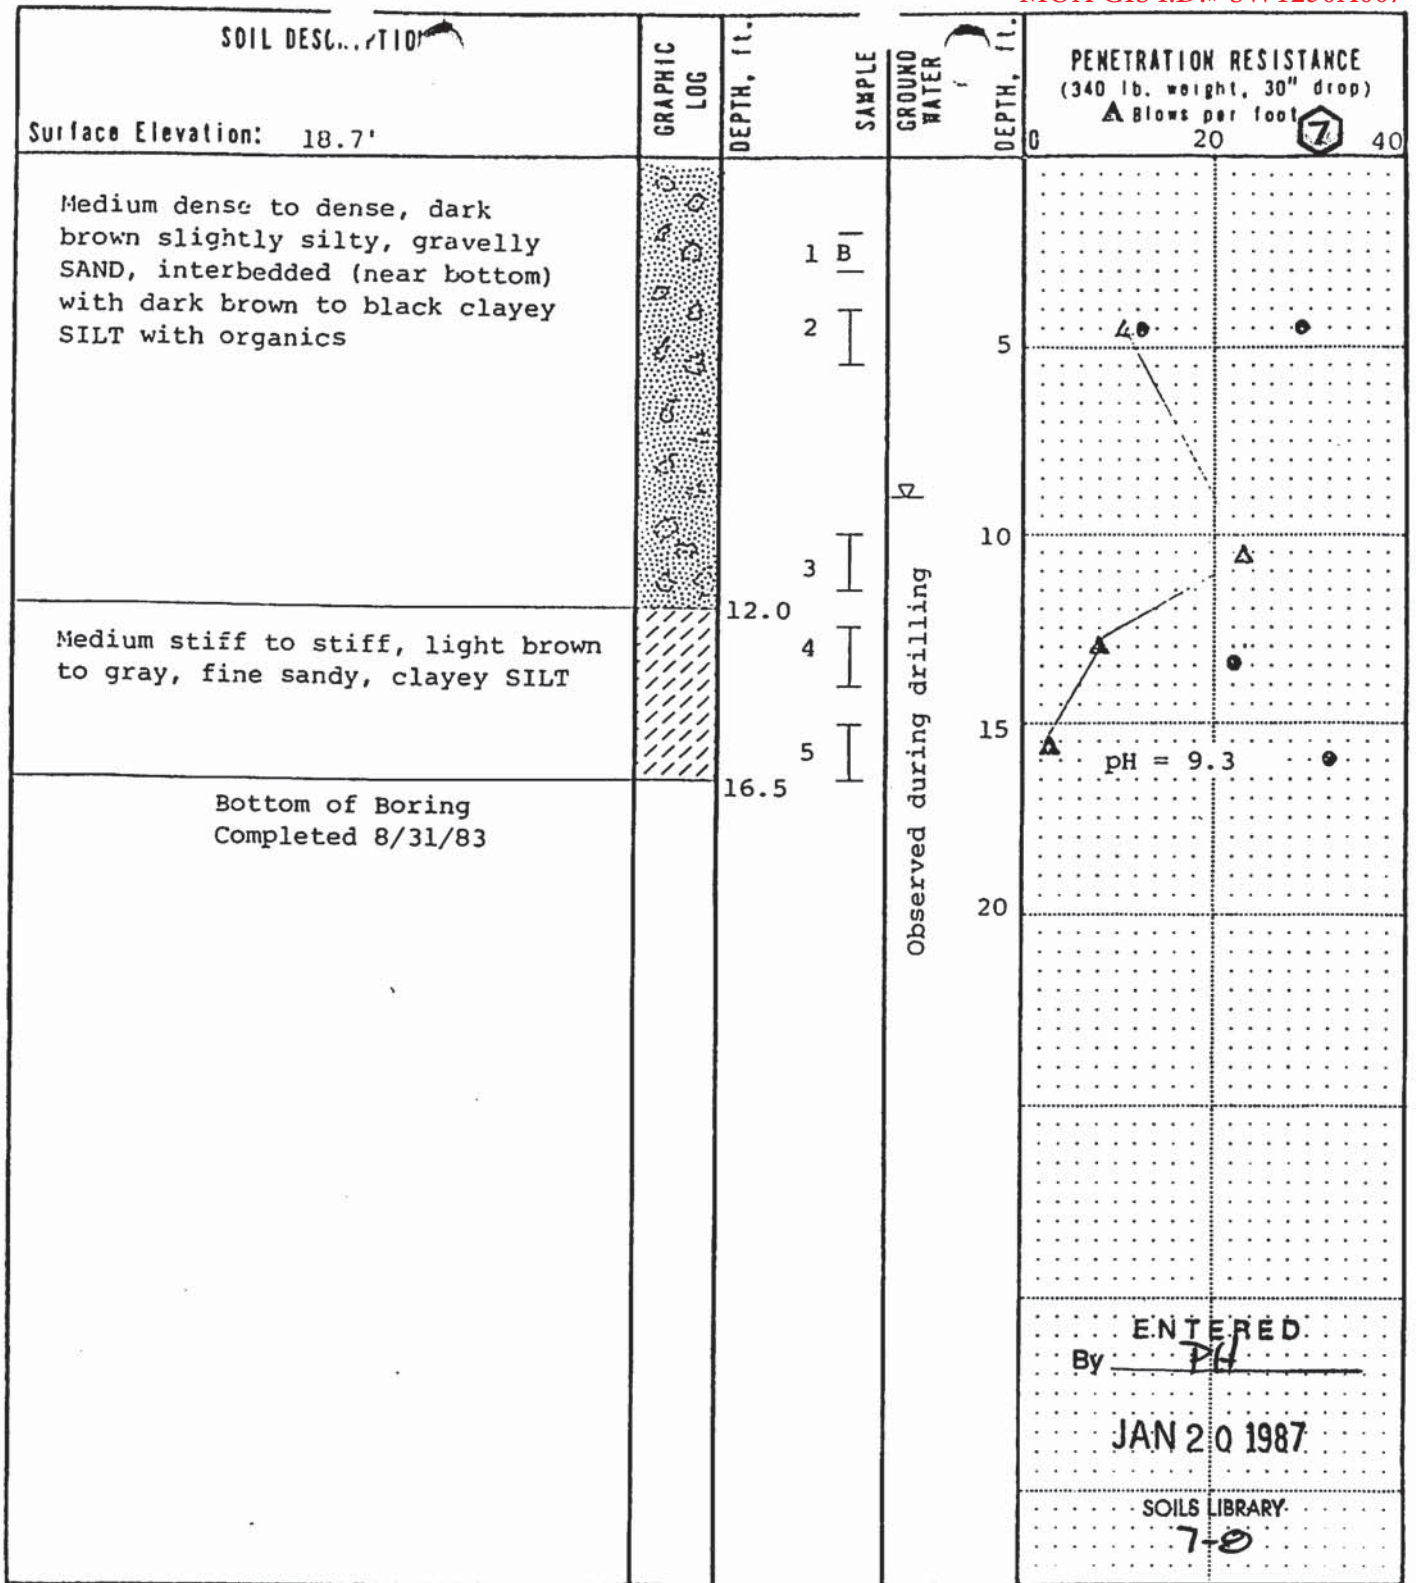 SOIL DESC...PTION
Surface Elevation: 18.7'
GRAPHIC LOG
DEPTH, ft.
SAMPLE
GROUND WATER
DEPTH, ft.
PENETRATION RESISTANCE
(340 lb. weight, 30" drop)
▲ Blows per foot
7
0 20 40
Medium dense to dense, dark
brown slightly silty, gravelly
SAND, interbedded (near bottom)
with dark brown to black clayey
SILT with organics
1 B
2
5
10
3
12.0
Medium stiff to stiff, light brown
to gray, fine sandy, clayey SILT
4
15
5
pH = 9.3
16.5
Bottom of Boring
Completed 8/31/83
Observed during drilling
20
ENTERED
By PH
JAN 20 1987
SOILS LIBRARY